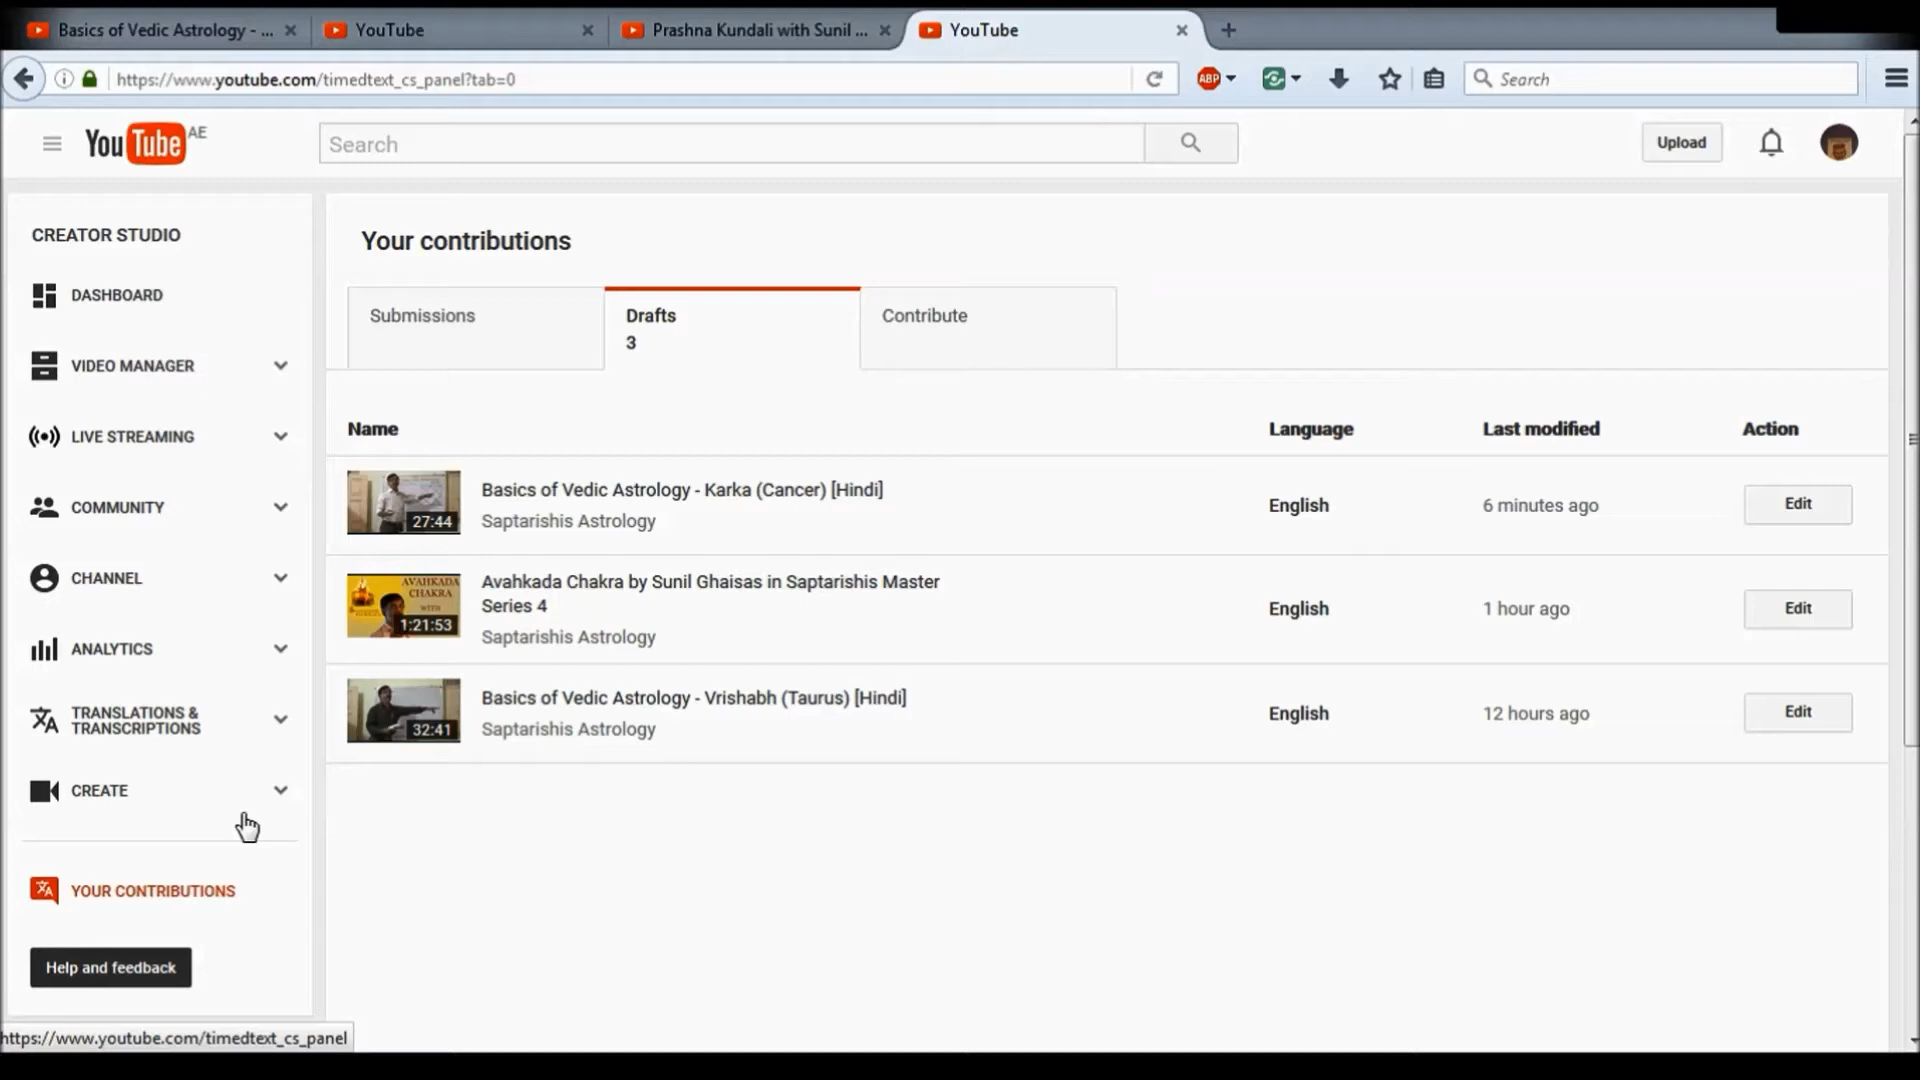 Basics of Vedic Astrology - ...
YouTube
Prashna Kundali with Sunil ...
YouTube
https://www.youtube.com/timedtext_cs_panel?tab=0
ABP
Search
YouTube AE
Search
Upload
CREATOR STUDIO
DASHBOARD
VIDEO MANAGER
LIVE STREAMING
COMMUNITY
CHANNEL
ANALYTICS
TRANSLATIONS &
TRANSCRIPTIONS
CREATE
YOUR CONTRIBUTIONS
Help and feedback
Your contributions
Submissions
Drafts
3
Contribute
Name
Language
Last modified
Action
27:44
Basics of Vedic Astrology - Karka (Cancer) [Hindi]
Saptarishis Astrology
English
6 minutes ago
Edit
AVAHKADA
CHAKRA
WITH
1:21:53
Avahkada Chakra by Sunil Ghaisas in Saptarishis Master
Series 4
Saptarishis Astrology
English
1 hour ago
Edit
32:41
Basics of Vedic Astrology - Vrishabh (Taurus) [Hindi]
Saptarishis Astrology
English
12 hours ago
Edit
https://www.youtube.com/timedtext_cs_panel